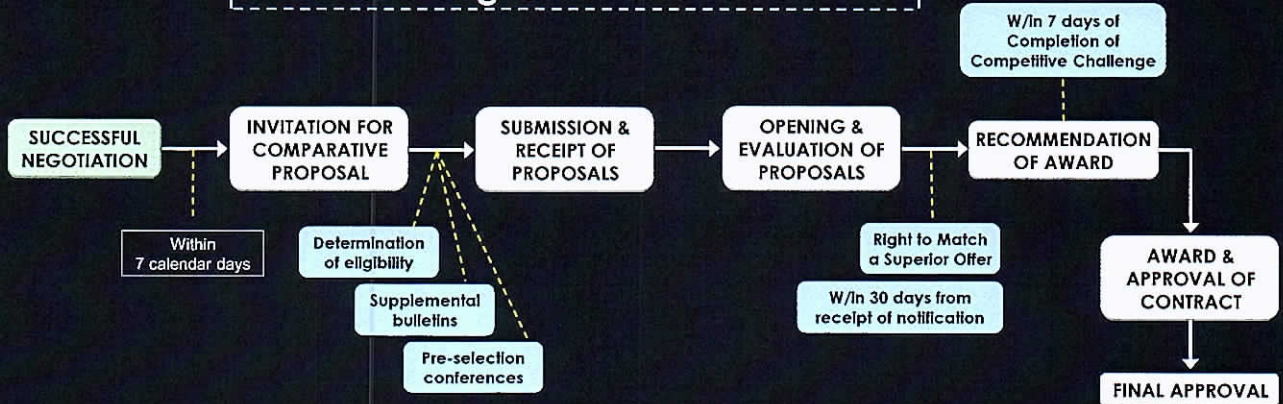 W/in 7 days of
Completion of
Competitive Challenge
SUCCESSFUL
NEGOTIATION
INVITATION FOR
COMPARATIVE
PROPOSAL
SUBMISSION &
RECEIPT OF
PROPOSALS
OPENING &
EVALUATION OF
PROPOSALS
RECOMMENDATION
OF AWARD
Within
7 calendar days
Determination
of eligibility
Supplemental
bulletins
Pre-selection
conferences
Right to Match
a Superior Offer
W/in 30 days from
receipt of notification
AWARD &
APPROVAL OF
CONTRACT
FINAL APPROVAL